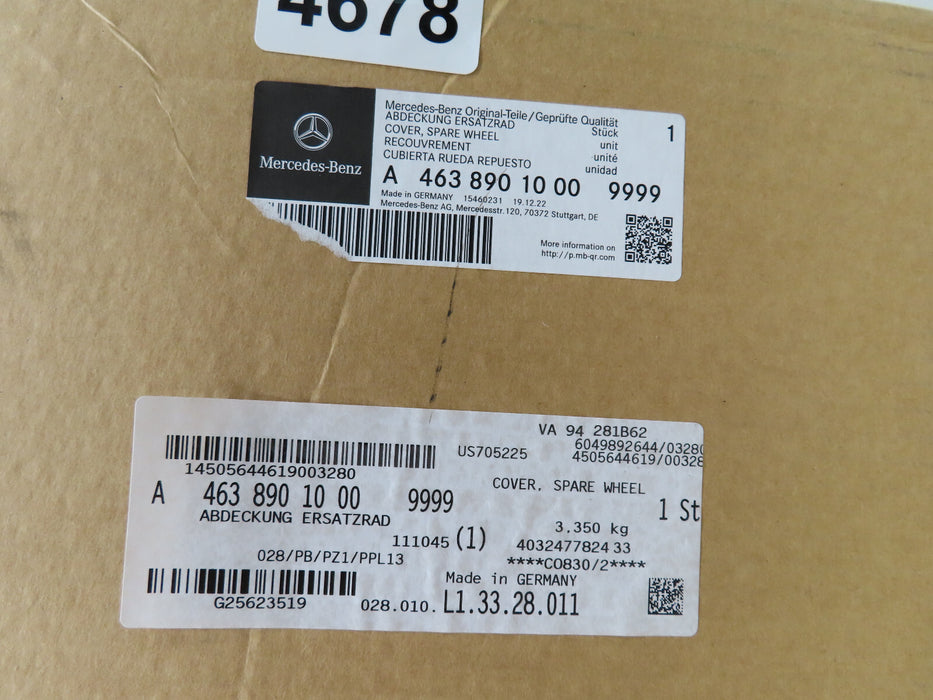 4678
Mercedes-Benz
Mercedes-Benz Original-Teile/Geprüfte Qualität
ABDECKUNG ERSATZRAD Stück 1
COVER, SPARE WHEEL unit
RECOUVREMENT unité
CUBIERTA RUEDA REPUESTO unidad
A 463 890 10 00 9999
Made in GERMANY 15460231 19.12.22
Mercedes-Benz AG, Mercedesstr. 120, 70372 Stuttgart, DE
More information on
http://p.mb-qr.com
VA 94 281B62
US705225 6049892644/03280
4505644619/00328
14505644619003280
COVER, SPARE WHEEL
A 463 890 10 00 9999 1 St
ABDECKUNG ERSATZRAD
3.350 kg
111045 (1) 4032477824 33
028/PB/PZ1/PPL13 ****C0830/2****
Made in GERMANY
G25623519 028.010. L1.33.28.011